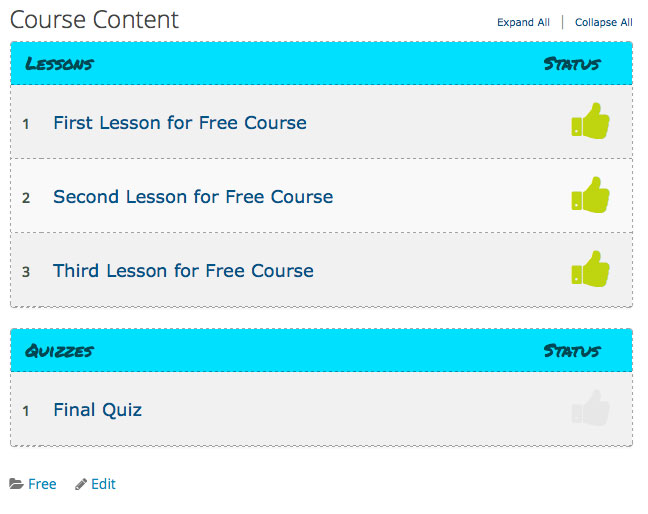 Course Content
Expand All | Collapse All
Lessons Status
1 First Lesson for Free Course
2 Second Lesson for Free Course
3 Third Lesson for Free Course
Quizzes Status
1 Final Quiz
Free Edit